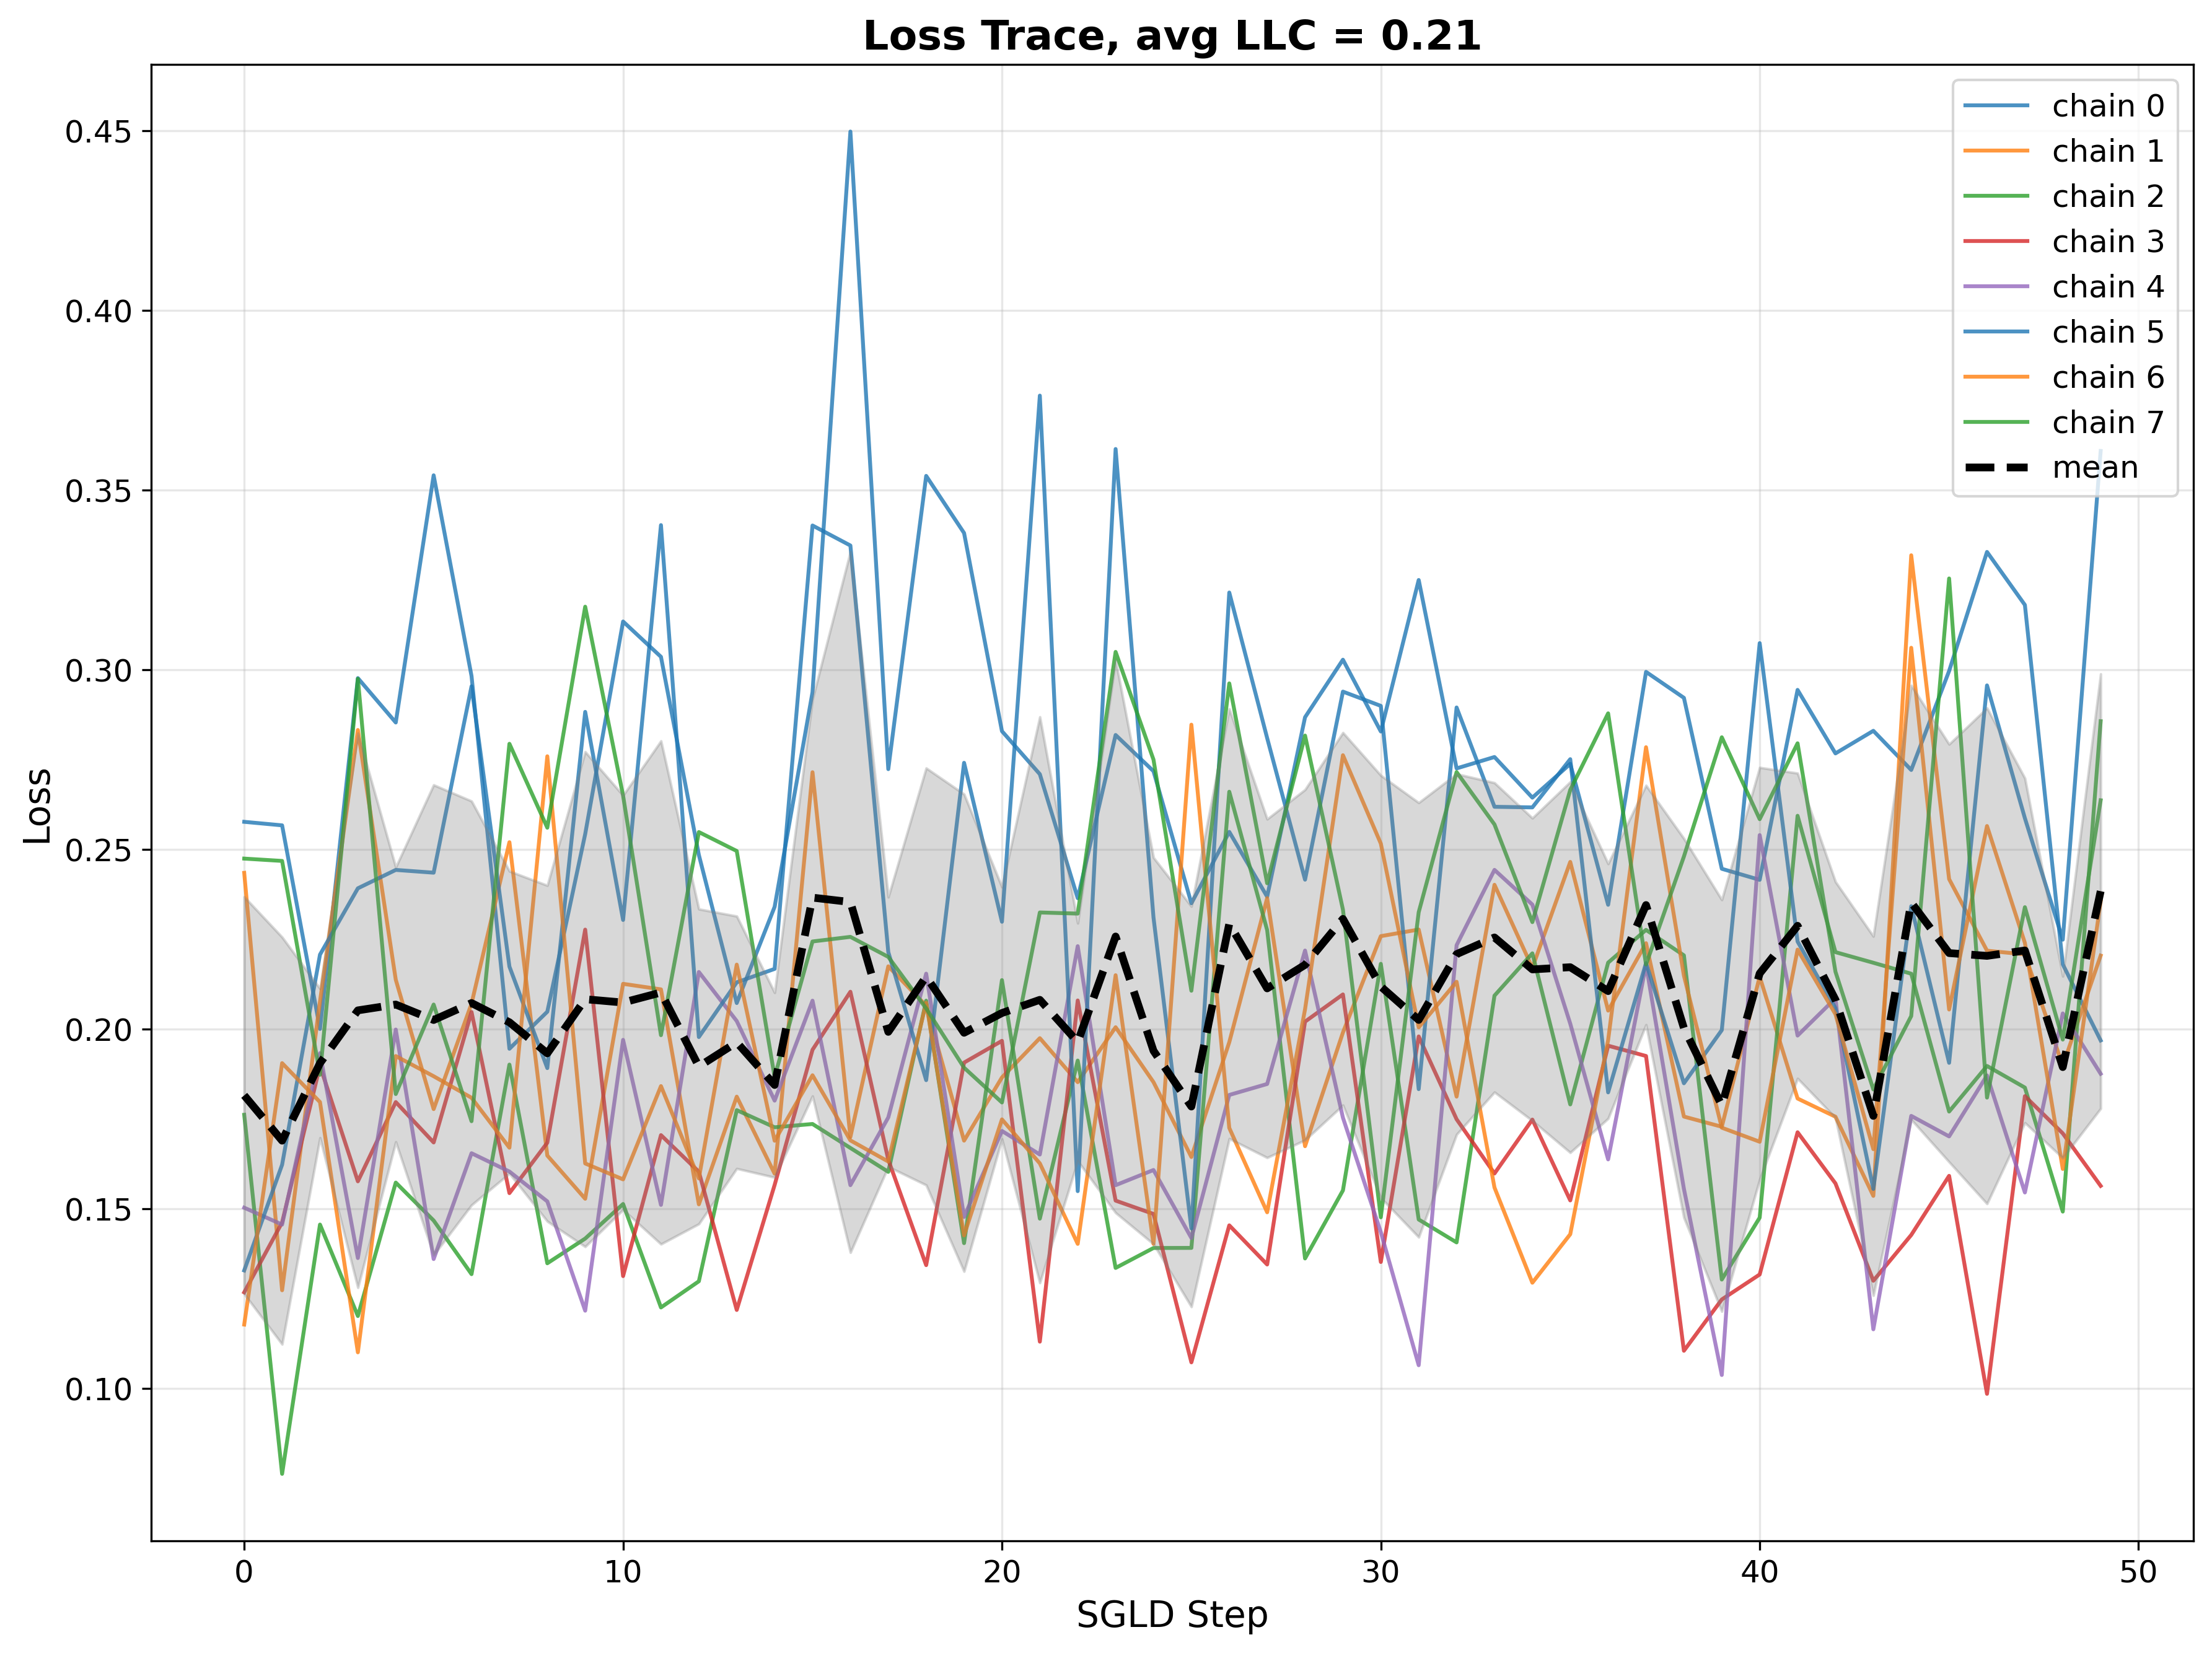 Loss Trace, avg LLC = 0.21
chain 0
chain 1
chain 2
chain 3
chain 4
chain 5
chain 6
chain 7
mean
Loss
0.45
0.40
0.35
0.30
0.25
0.20
0.15
0.10
0 10 20 30 40 50
SGLD Step